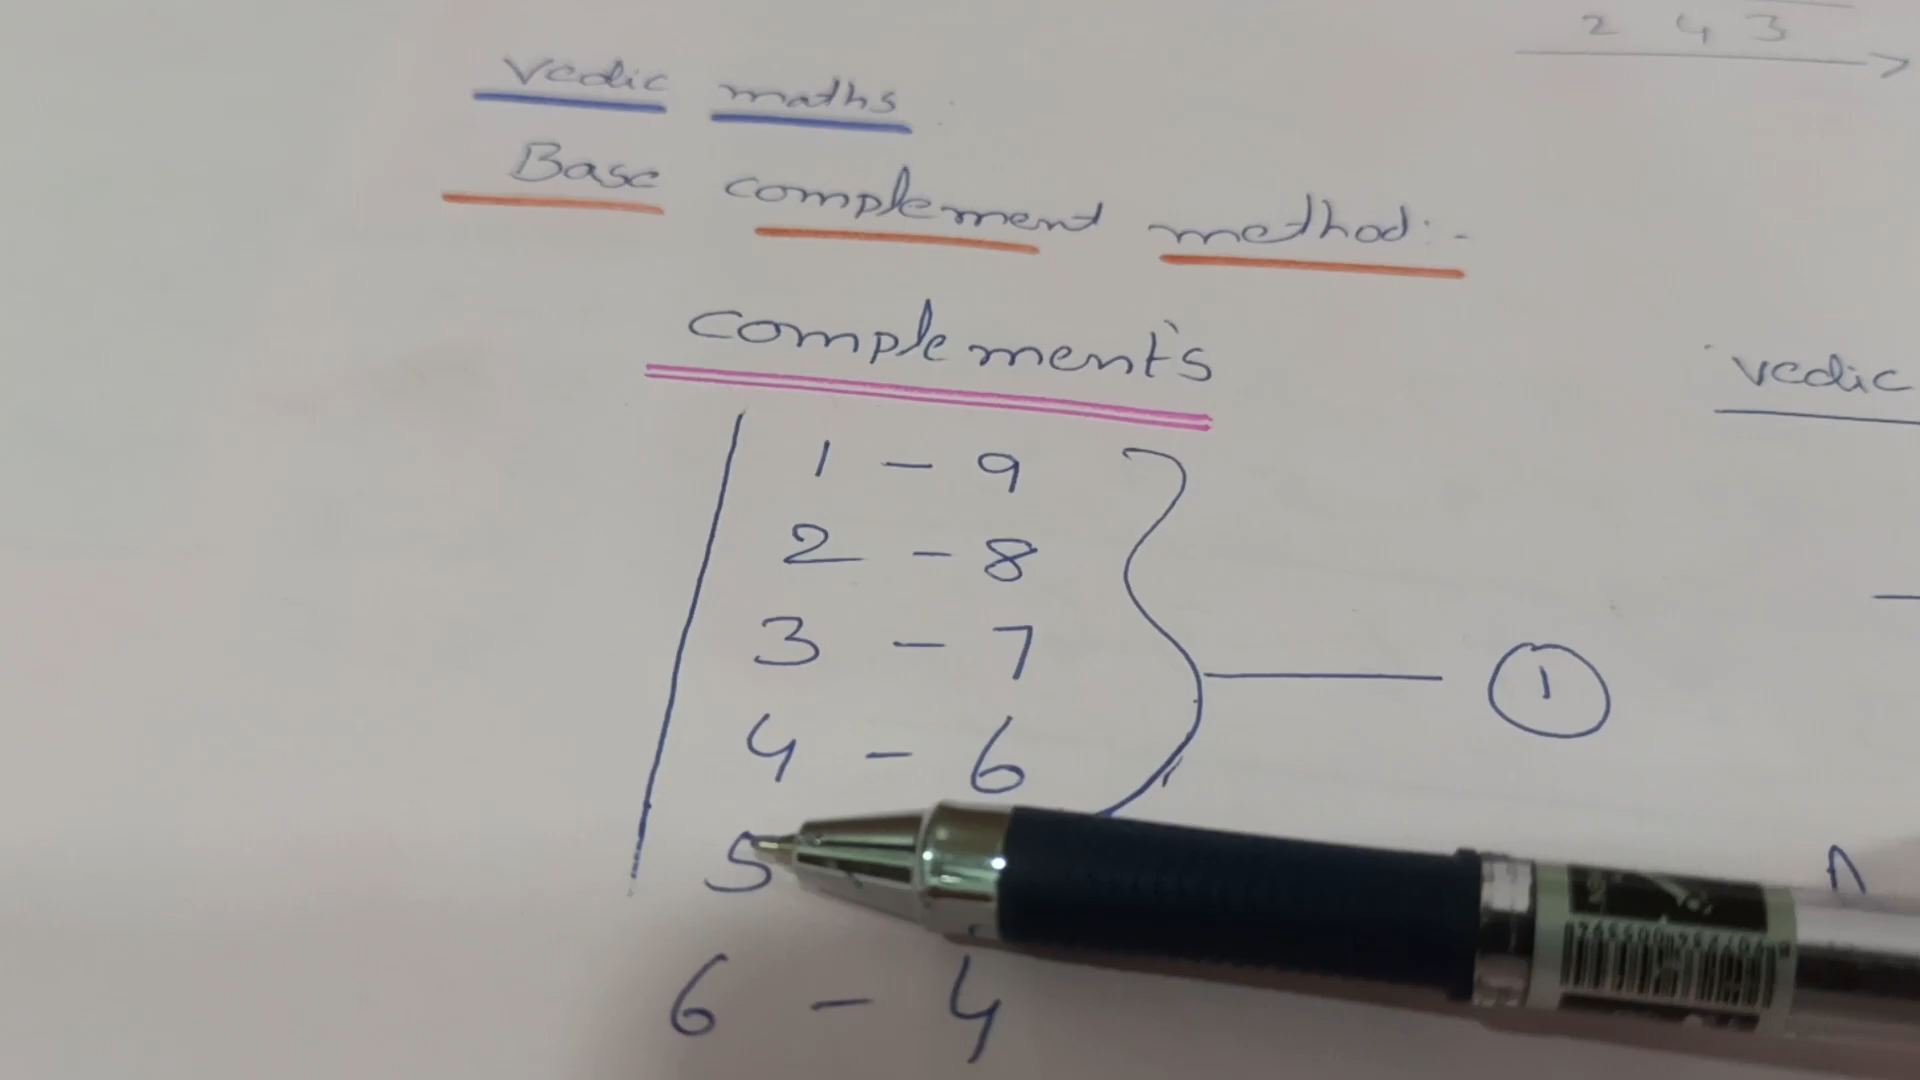 2 4 3
vedic maths
Base complement method:-
complement's
vedic
1 - 9
2 - 8
3 - 7
4 - 6
1
5
6 - 4